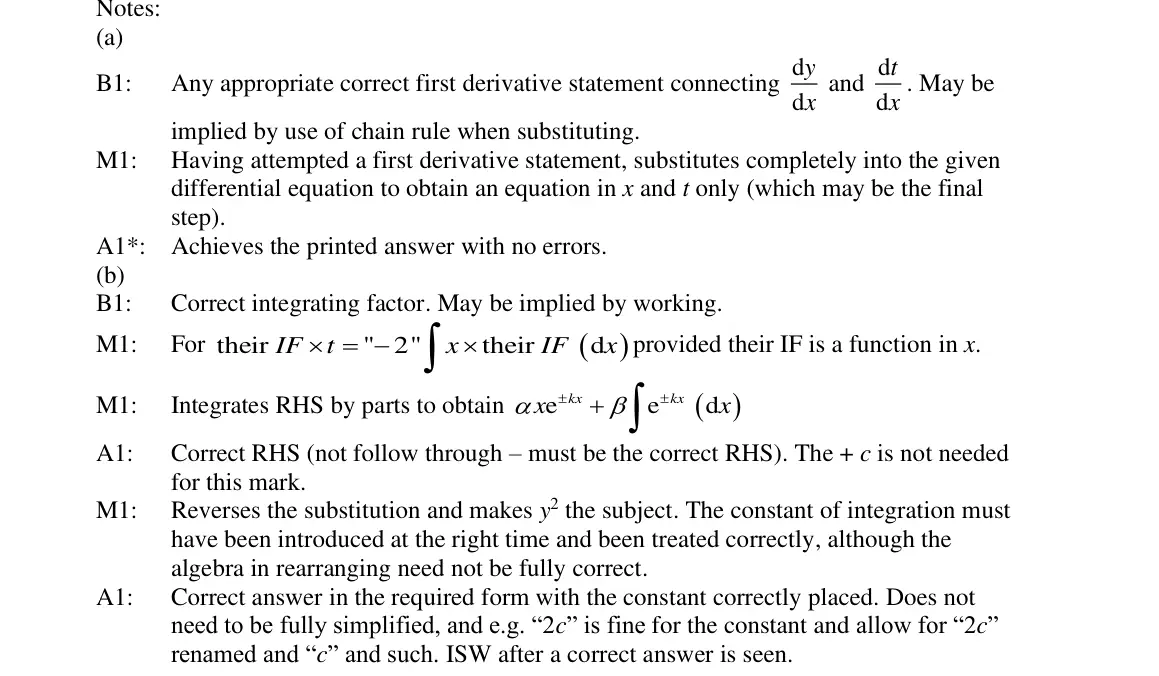 Notes:
(a)
B1: Any appropriate correct first derivative statement connecting dy/dx and dt/dx . May be
implied by use of chain rule when substituting.
M1: Having attempted a first derivative statement, substitutes completely into the given
differential equation to obtain an equation in x and t only (which may be the final
step).
A1*: Achieves the printed answer with no errors.
(b)
B1: Correct integrating factor. May be implied by working.
M1: For their IF × t = "− 2" ∫ x × their IF (dx) provided their IF is a function in x.
M1: Integrates RHS by parts to obtain αxe^{±kx} + β∫e^{±kx} (dx)
A1: Correct RHS (not follow through – must be the correct RHS). The + c is not needed
for this mark.
M1: Reverses the substitution and makes y² the subject. The constant of integration must
have been introduced at the right time and been treated correctly, although the
algebra in rearranging need not be fully correct.
A1: Correct answer in the required form with the constant correctly placed. Does not
need to be fully simplified, and e.g. “2c” is fine for the constant and allow for “2c”
renamed and “c” and such. ISW after a correct answer is seen.